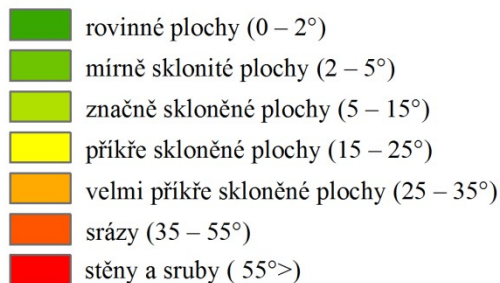 rovinné plochy (0 – 2°)
mírně sklonité plochy (2 – 5°)
značně skloněné plochy (5 – 15°)
příkře skloněné plochy (15 – 25°)
velmi příkře skloněné plochy (25 – 35°)
srázy (35 – 55°)
stěny a sruby ( 55°>)